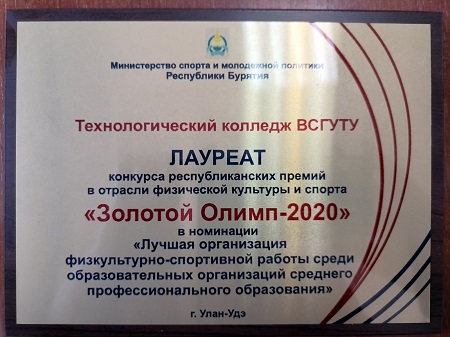 Министерство спорта и молодежной политики
Республики Бурятия
Технологический колледж ВСГУТУ
ЛАУРЕАТ
конкурса республиканских премий
в отрасли физической культуры и спорта
«Золотой Олимп-2020»
в номинации
«Лучшая организация
физкультурно-спортивной работы среди
образовательных организаций среднего
профессионального образования»
г. Улан-Удэ